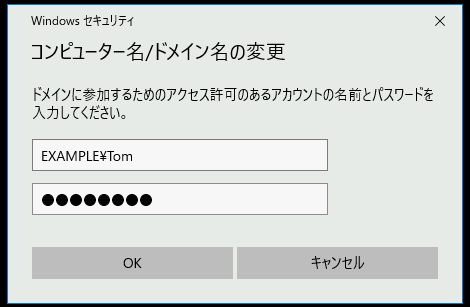 Windows セキュリティ
コンピューター名/ドメイン名の変更
ドメインに参加するためのアクセス許可のあるアカウントの名前とパスワードを
入力してください。
EXAMPLE¥Tom
●●●●●●●●
OK
キャンセル